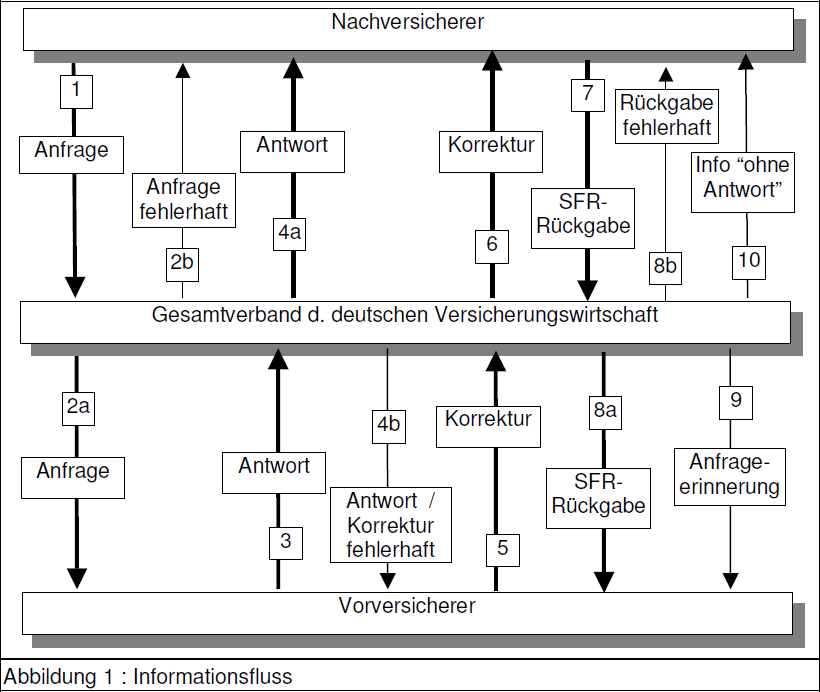 Nachversicherer
1
Anfrage
2b
Anfrage
fehlerhaft
4a
Antwort
6
Korrektur
7
SFR-
Rückgabe
8b
Rückgabe
fehlerhaft
10
Info “ohne
Antwort”
Gesamtverband d. deutschen Versicherungswirtschaft
2a
Anfrage
3
Antwort
4b
Antwort /
Korrektur
fehlerhaft
5
Korrektur
8a
SFR-
Rückgabe
9
Anfrage-
erinnerung
Vorversicherer
Abbildung 1 : Informationsfluss